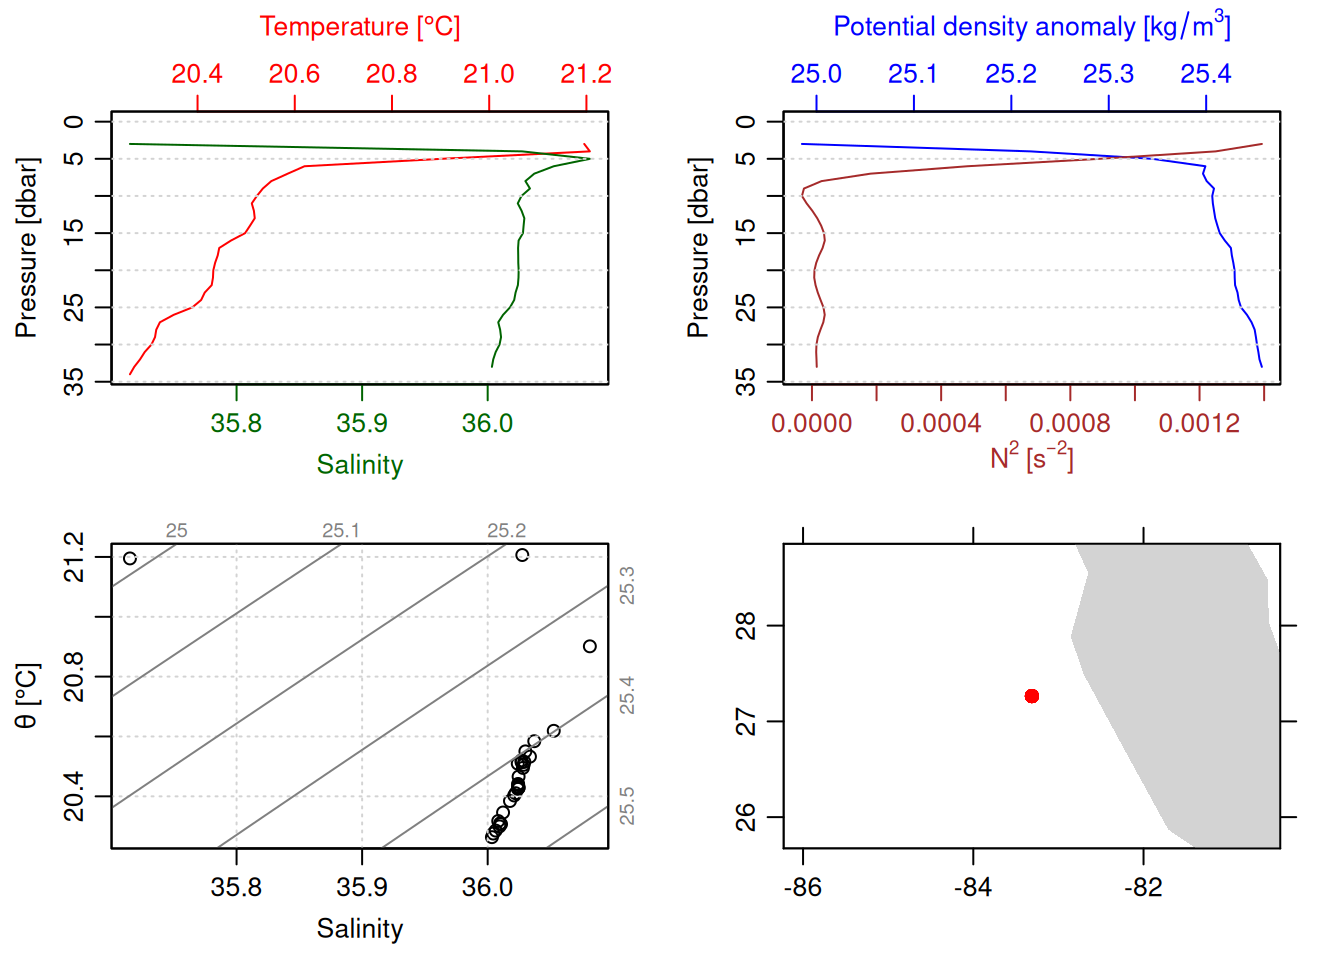 Temperature [°C]
20.4 20.6 20.8 21.0 21.2
Pressure [dbar]
0
5
15
25
35
35.8 35.9 36.0
Salinity
Potential density anomaly [kg/m³]
25.0 25.1 25.2 25.3 25.4
Pressure [dbar]
0
5
15
25
35
0.0000 0.0004 0.0008 0.0012
N² [s⁻²]
25 25.1 25.2
θ [°C]
21.2
20.8
20.4
25.3
25.4
25.5
35.8 35.9 36.0
Salinity
28
27
26
-86 -84 -82